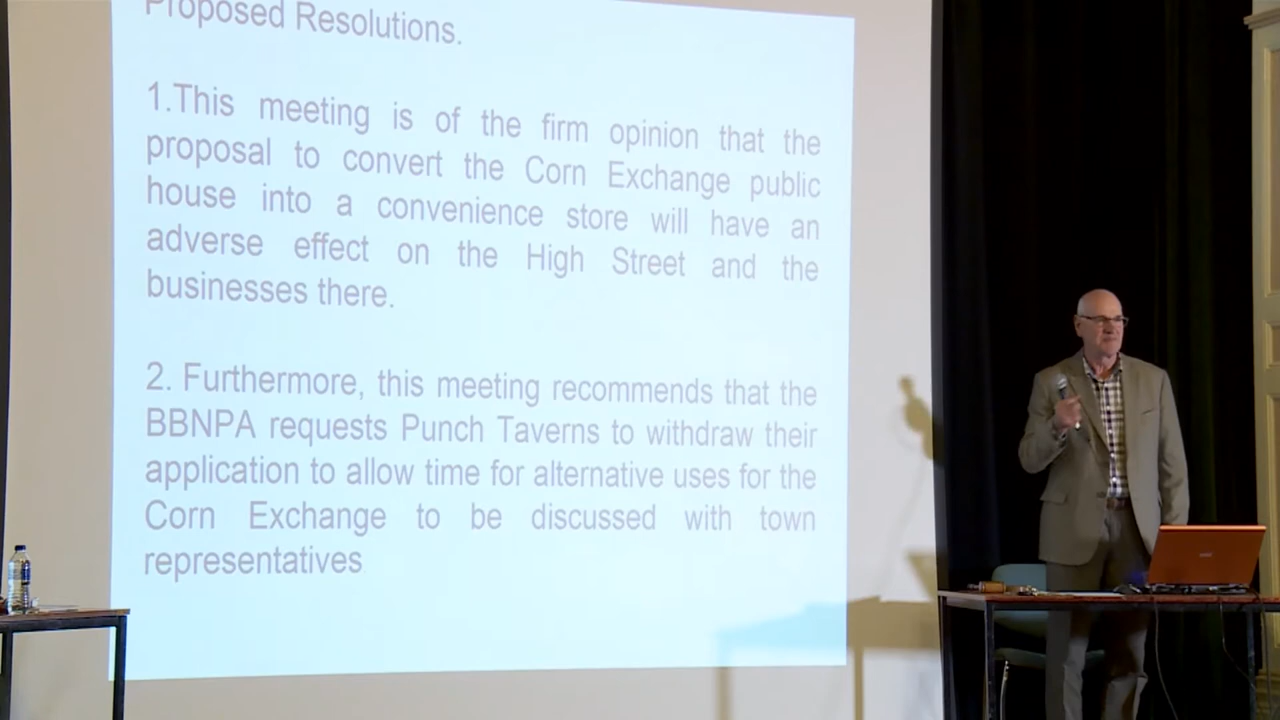 Proposed Resolutions.
1.This meeting is of the firm opinion that the
proposal to convert the Corn Exchange public
house into a convenience store will have an
adverse effect on the High Street and the
businesses there.
2. Furthermore, this meeting recommends that the
BBNPA requests Punch Taverns to withdraw their
application to allow time for alternative uses for the
Corn Exchange to be discussed with town
representatives